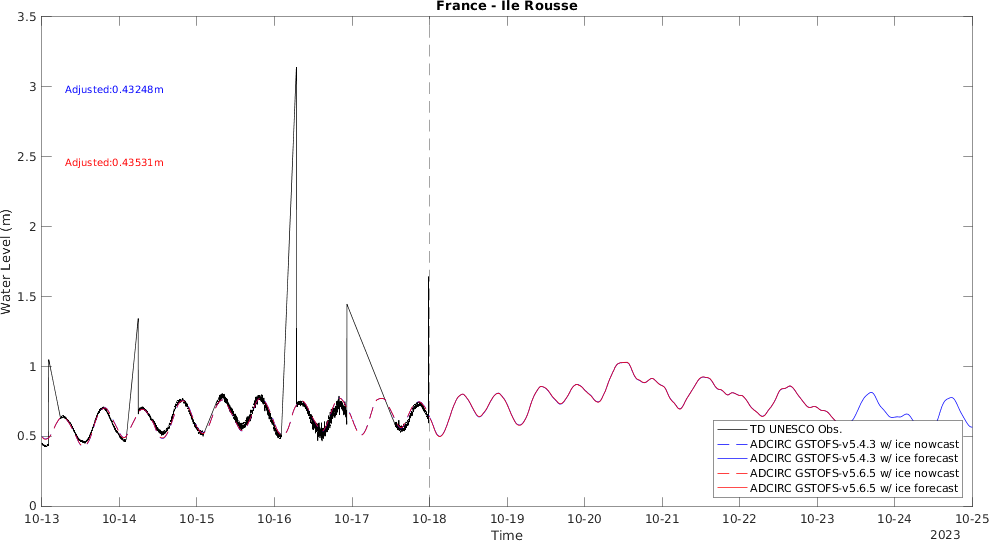 France - Ile Rousse
3.5
3
2.5
2
1.5
1
0.5
0
Water Level (m)
Adjusted:0.43248m
Adjusted:0.43531m
TD UNESCO Obs.
ADCIRC GSTOFS-v5.4.3 w/ ice nowcast
ADCIRC GSTOFS-v5.4.3 w/ ice forecast
ADCIRC GSTOFS-v5.6.5 w/ ice nowcast
ADCIRC GSTOFS-v5.6.5 w/ ice forecast
10-13 10-14 10-15 10-16 10-17 10-18 10-19 10-20 10-21 10-22 10-23 10-24 10-25
Time
2023